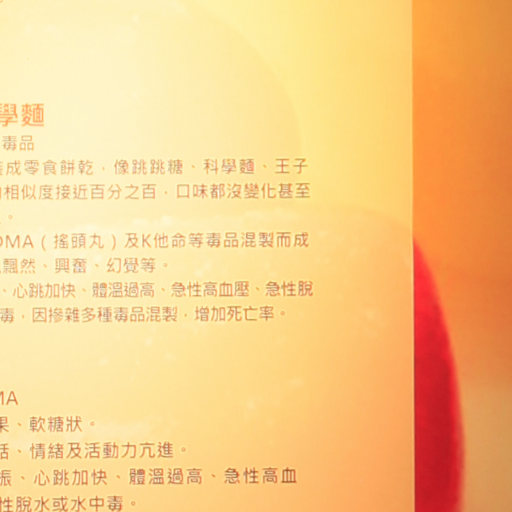 學麵
毒品
成零食餅乾，像跳跳糖、科學麵、王子
相似度接近百分之百，口味都沒變化甚至
。
DMA（搖頭丸）及K他命等毒品混製而成
飄然、興奮、幻覺等。
、心跳加快、體溫過高、急性高血壓、急性脫
毒，因摻雜多種毒品混製，增加死亡率。
MA
果、軟糖狀。
活、情緒及活動力亢進。
振、心跳加快、體溫過高、急性高血
性脫水或水中毒。